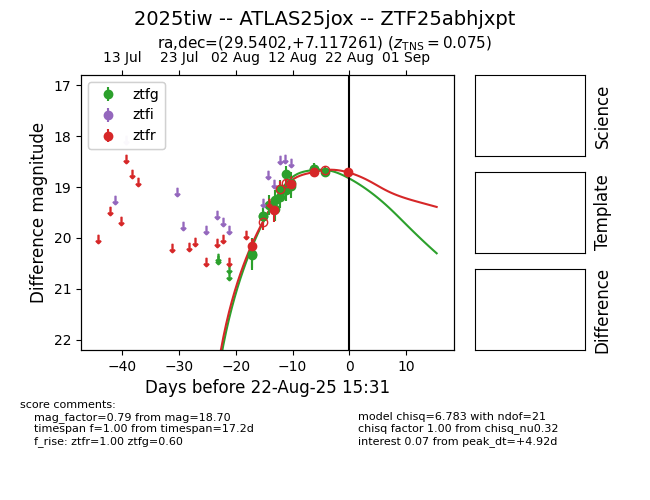 2025tiw -- ATLAS25jox -- ZTF25abhjxpt
ra,dec=(29.5402,+7.117261) (z_TNS = 0.075)
13 Jul 23 Jul 02 Aug 12 Aug 22 Aug 01 Sep
ztfg
ztfi
ztfr
17
18
19
20
21
22
Difference magnitude
−40 −30 −20 −10 0 10
Days before 22-Aug-25 15:31
Science
Template
Difference
score comments:
mag_factor=0.79 from mag=18.70
timespan f=1.00 from timespan=17.2d
f_rise: ztfr=1.00 ztfg=0.60
model chisq=6.783 with ndof=21
chisq factor 1.00 from chisq_nu0.32
interest 0.07 from peak_dt=+4.92d